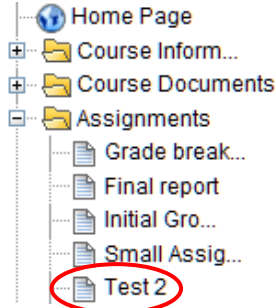 Home Page
Course Inform...
Course Documents
Assignments
Grade break...
Final report
Initial Gro...
Small Assig...
Test 2